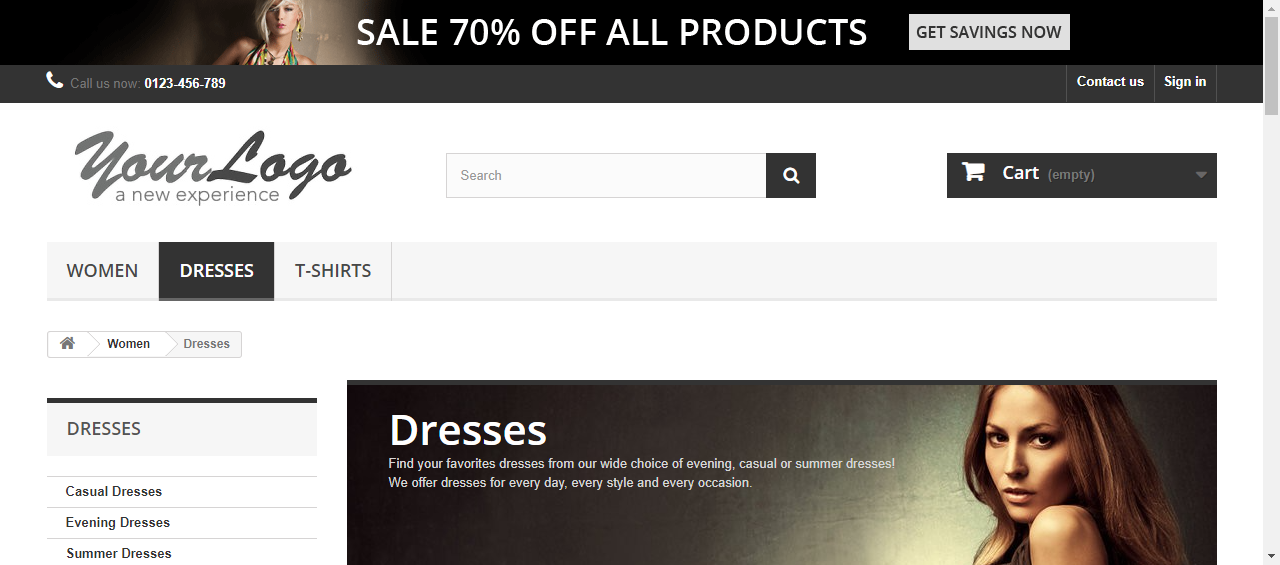 SALE 70% OFF ALL PRODUCTS GET SAVINGS NOW
Call us now: 0123-456-789 Contact us Sign in
YourLogo
a new experience
Search
Cart (empty)
WOMEN DRESSES T-SHIRTS
Women Dresses
DRESSES
Casual Dresses
Evening Dresses
Summer Dresses
Dresses
Find your favorites dresses from our wide choice of evening, casual or summer dresses!
We offer dresses for every day, every style and every occasion.